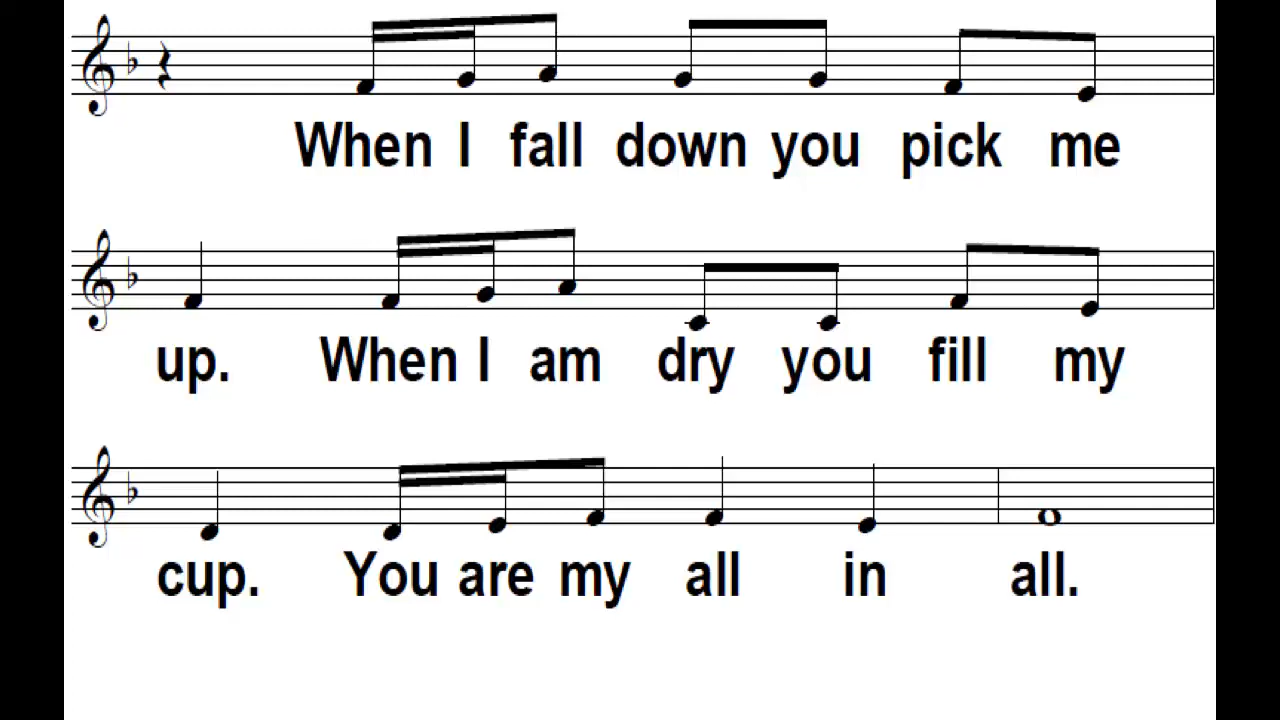 When I fall down you pick me
up. When I am dry you fill my
cup. You are my all in all.